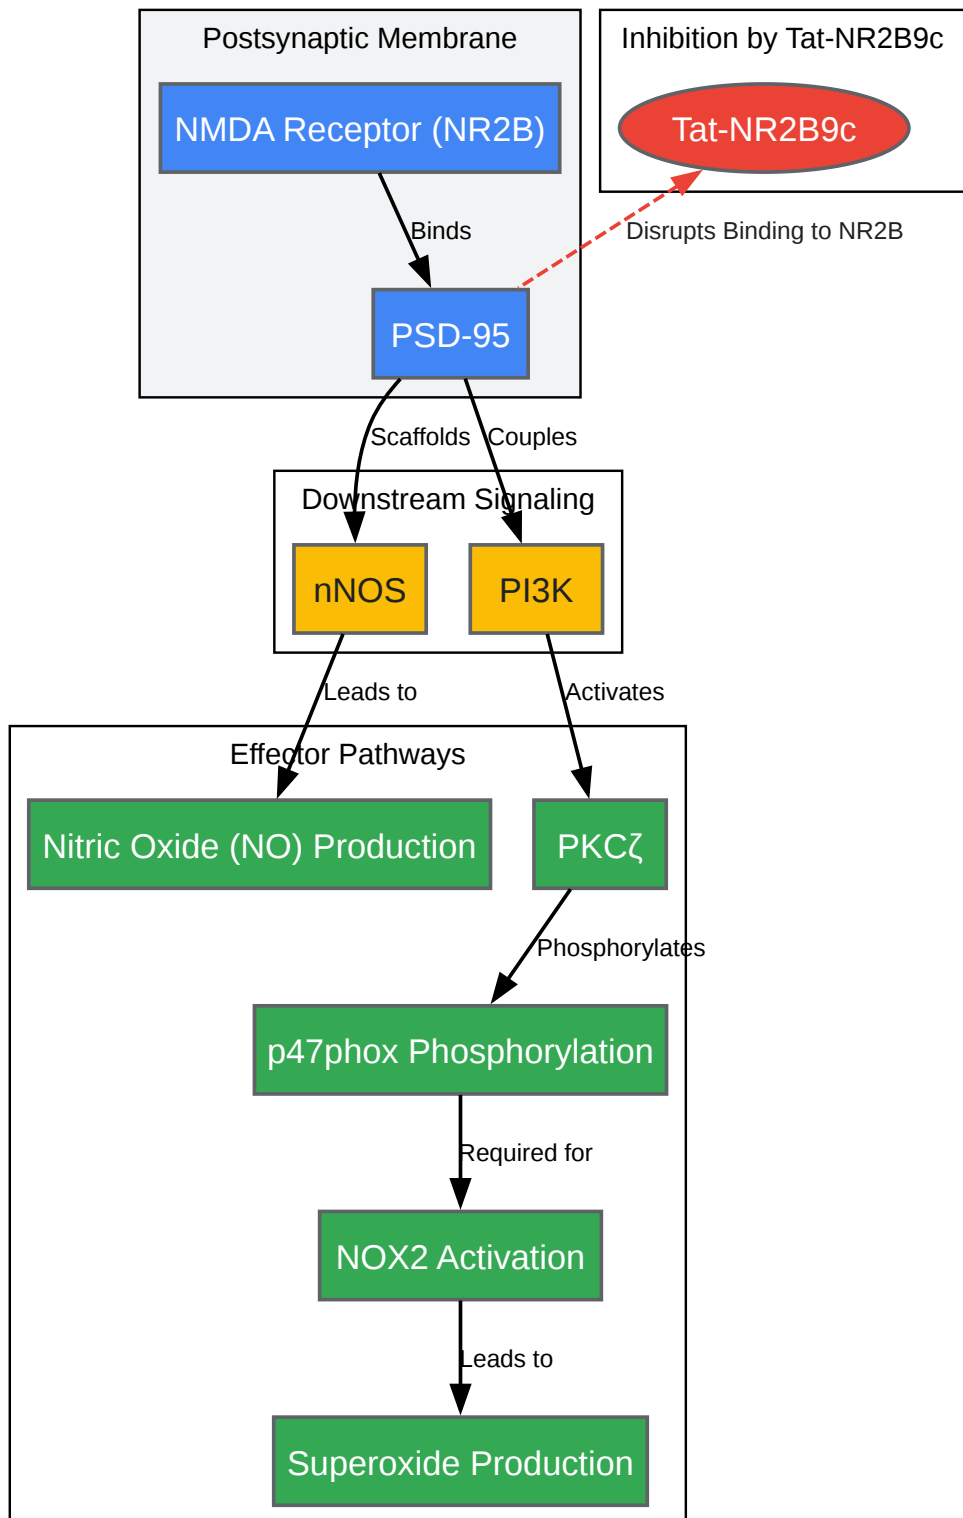 Postsynaptic Membrane
Inhibition by Tat-NR2B9c
NMDA Receptor (NR2B)
Tat-NR2B9c
Binds
Disrupts Binding to NR2B
PSD-95
Scaffolds
Couples
Downstream Signaling
nNOS
PI3K
Leads to
Activates
Effector Pathways
Nitric Oxide (NO) Production
PKCζ
Phosphorylates
p47phox Phosphorylation
Required for
NOX2 Activation
Leads to
Superoxide Production